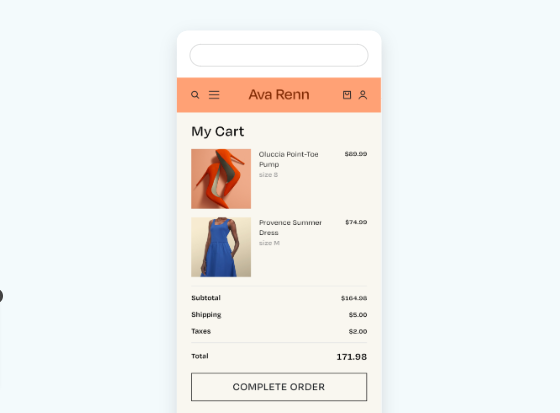 Ava Renn
My Cart
Oluccia Point-Toe $89.99
Pump
size 8
Provence Summer $74.99
Dress
size M
Subtotal $164.98
Shipping $5.00
Taxes $2.00
Total 171.98
COMPLETE ORDER